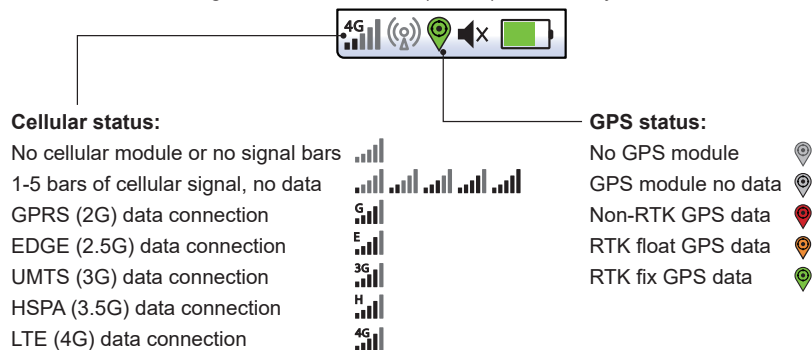 4G
Cellular status:
No cellular module or no signal bars
1-5 bars of cellular signal, no data
GPRS (2G) data connection G
EDGE (2.5G) data connection E
UMTS (3G) data connection 3G
HSPA (3.5G) data connection H
LTE (4G) data connection 4G
GPS status:
No GPS module
GPS module no data
Non-RTK GPS data
RTK float GPS data
RTK fix GPS data